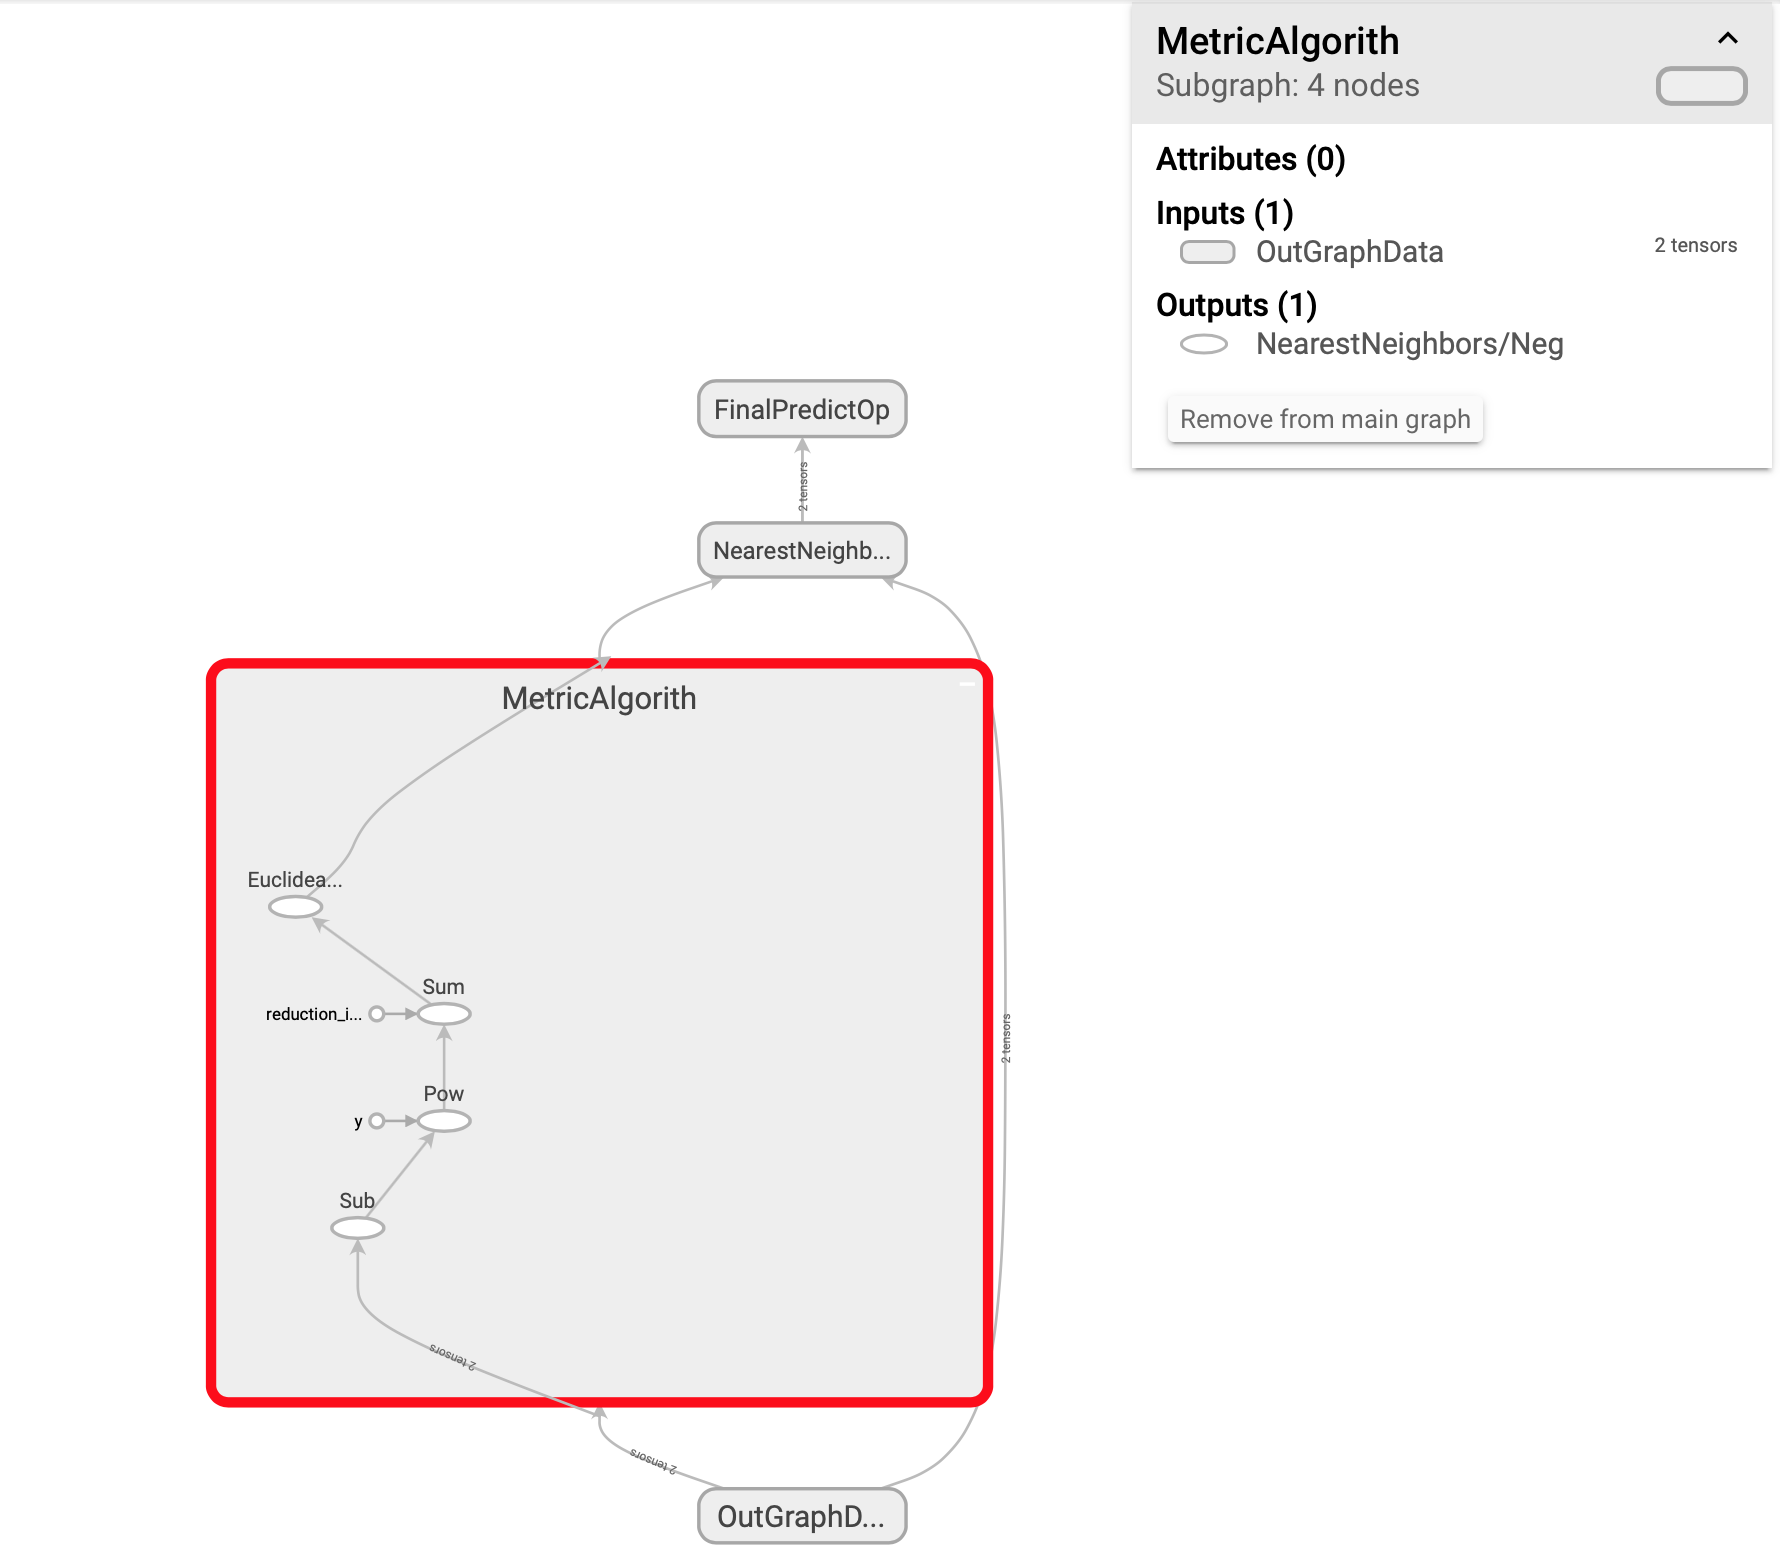 MetricAlgorith
Subgraph: 4 nodes
Attributes (0)
Inputs (1)
OutGraphData
2 tensors
Outputs (1)
NearestNeighbors/Neg
Remove from main graph
FinalPredictOp
2 tensors
NearestNeighb...
MetricAlgorith
Euclidea...
Sum
reduction_i...
2 tensors
Pow
y
Sub
2 tensors
2 tensors
OutGraphD...